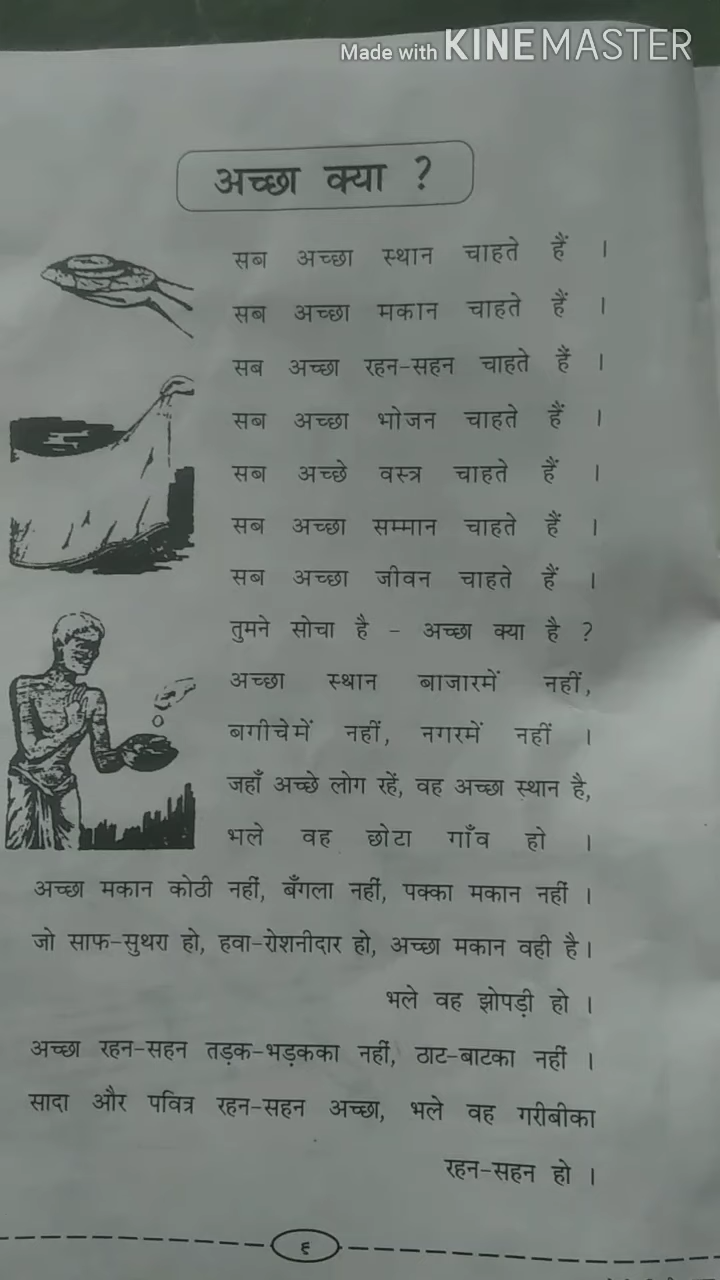 Made with KINEMASTER
अच्छा क्या ?
सब अच्छा स्थान चाहते हैं ।
सब अच्छा मकान चाहते हैं ।
सब अच्छा रहन-सहन चाहते हैं ।
सब अच्छा भोजन चाहते हैं ।
सब अच्छे वस्त्र चाहते हैं ।
सब अच्छा सम्मान चाहते हैं ।
सब अच्छा जीवन चाहते हैं ।
तुमने सोचा है - अच्छा क्या है ?
अच्छा स्थान बाजारमें नहीं,
बगीचेमें नहीं, नगरमें नहीं ।
जहाँ अच्छे लोग रहें, वह अच्छा स्थान है,
भले वह छोटा गाँव हो ।
अच्छा मकान कोठी नहीं, बँगला नहीं, पक्का मकान नहीं ।
जो साफ-सुथरा हो, हवा-रोशनीदार हो, अच्छा मकान वही है।
भले वह झोपड़ी हो ।
अच्छा रहन-सहन तड़क-भड़कका नहीं, ठाट-बाटका नहीं ।
सादा और पवित्र रहन-सहन अच्छा, भले वह गरीबीका
रहन-सहन हो ।
६